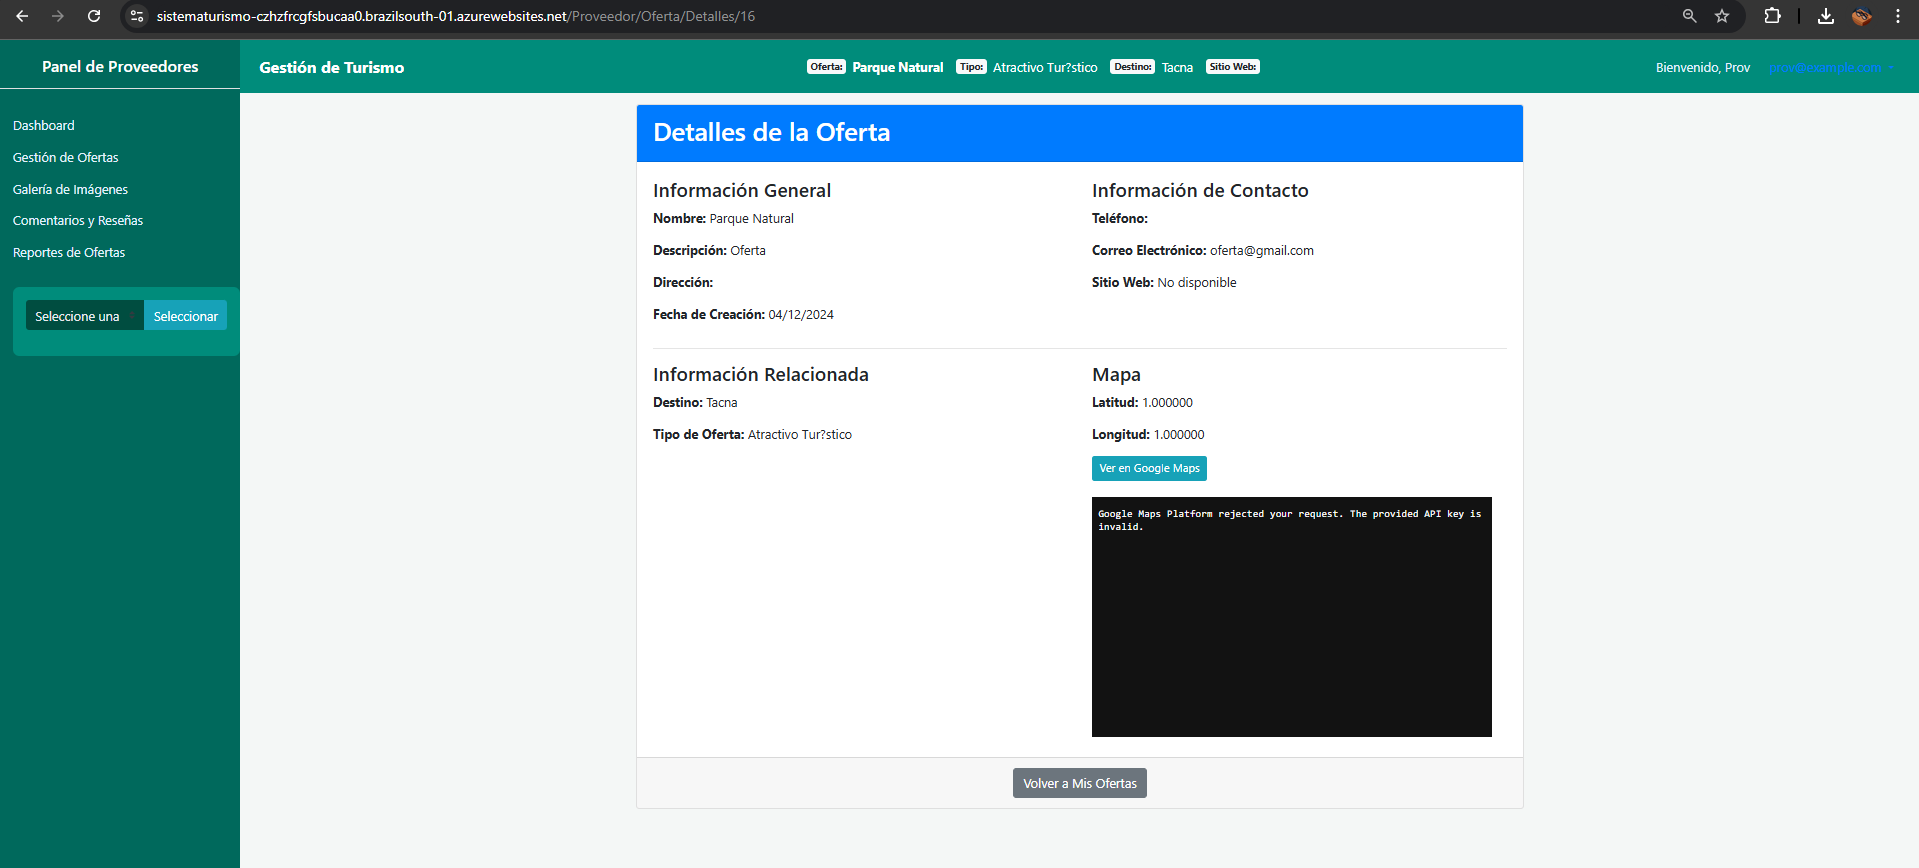 sistematurismo-czhzfrcgfsbucaa0.brazilsouth-01.azurewebsites.net/Proveedor/Oferta/Detalles/16
Panel de Proveedores
Gestión de Turismo
Oferta: Parque Natural Tipo: Atractivo Tur?stico Destino: Tacna Sitio Web:
Bienvenido, Prov
Dashboard
Gestión de Ofertas
Galería de Imágenes
Comentarios y Reseñas
Reportes de Ofertas
Seleccione una
Seleccionar
Detalles de la Oferta
Información General
Nombre: Parque Natural
Descripción: Oferta
Dirección:
Fecha de Creación: 04/12/2024
Información de Contacto
Teléfono:
Correo Electrónico: oferta@gmail.com
Sitio Web: No disponible
Información Relacionada
Destino: Tacna
Tipo de Oferta: Atractivo Tur?stico
Mapa
Latitud: 1.000000
Longitud: 1.000000
Ver en Google Maps
Google Maps Platform rejected your request. The provided API key is
invalid.
Volver a Mis Ofertas